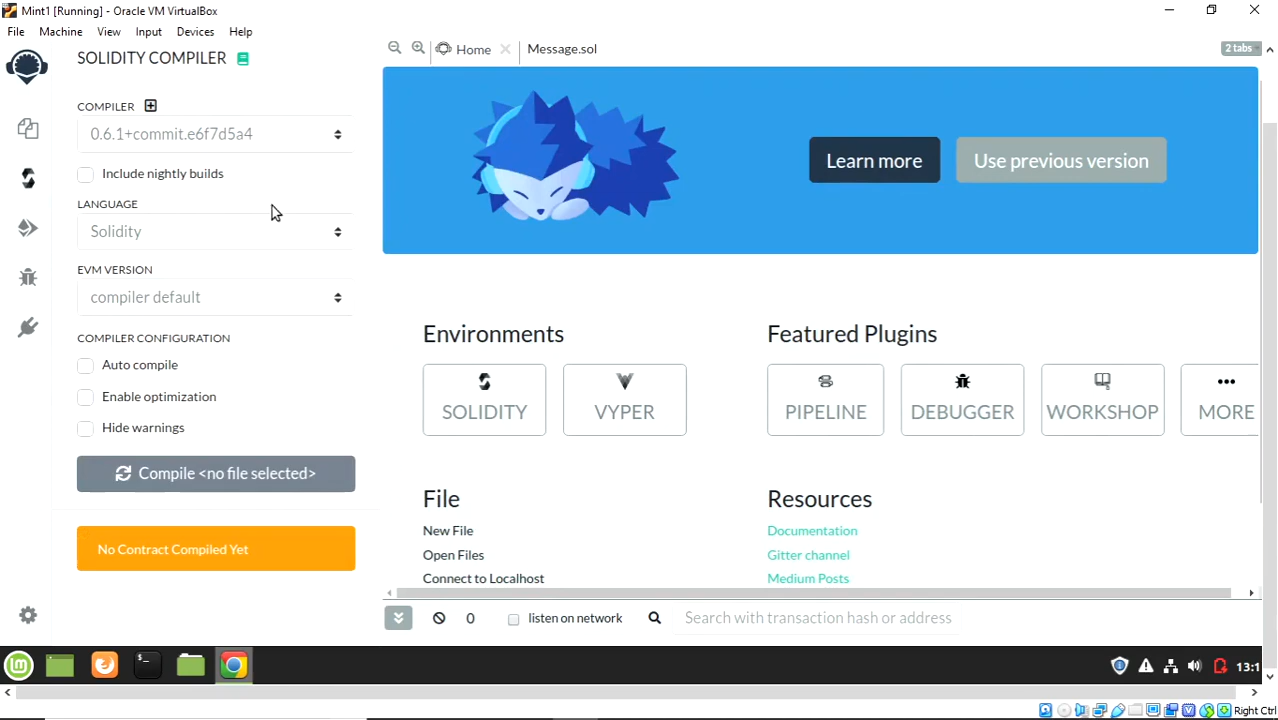 Mint1 [Running] - Oracle VM VirtualBox
File Machine View Input Devices Help
SOLIDITY COMPILER
Home Message.sol 2 tabs
COMPILER
0.6.1+commit.e6f7d5a4
Include nightly builds
LANGUAGE
Solidity
EVM VERSION
compiler default
COMPILER CONFIGURATION
Auto compile
Enable optimization
Hide warnings
Compile <no file selected>
No Contract Compiled Yet
Learn more Use previous version
Environments
SOLIDITY VYPER
Featured Plugins
PIPELINE DEBUGGER WORKSHOP MORE
File
New File
Open Files
Connect to Localhost
Resources
Documentation
Gitter channel
Medium Posts
0 listen on network Search with transaction hash or address
13:1
Right Ctrl